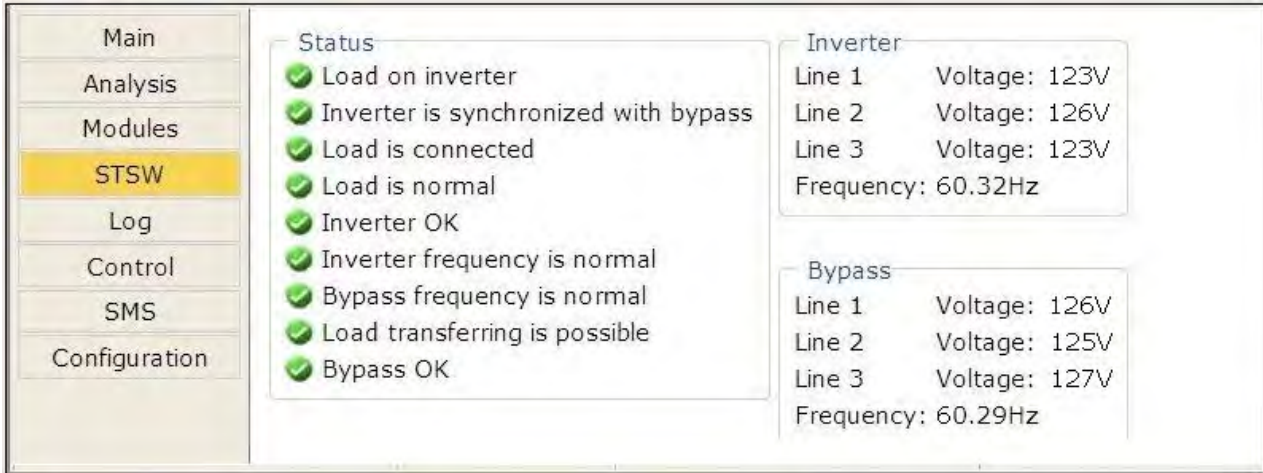 Main
Analysis
Modules
STSW
Log
Control
SMS
Configuration
Status
Load on inverter
Inverter is synchronized with bypass
Load is connected
Load is normal
Inverter OK
Inverter frequency is normal
Bypass frequency is normal
Load transferring is possible
Bypass OK
Inverter
Line 1 Voltage: 123V
Line 2 Voltage: 126V
Line 3 Voltage: 123V
Frequency: 60.32Hz
Bypass
Line 1 Voltage: 126V
Line 2 Voltage: 125V
Line 3 Voltage: 127V
Frequency: 60.29Hz